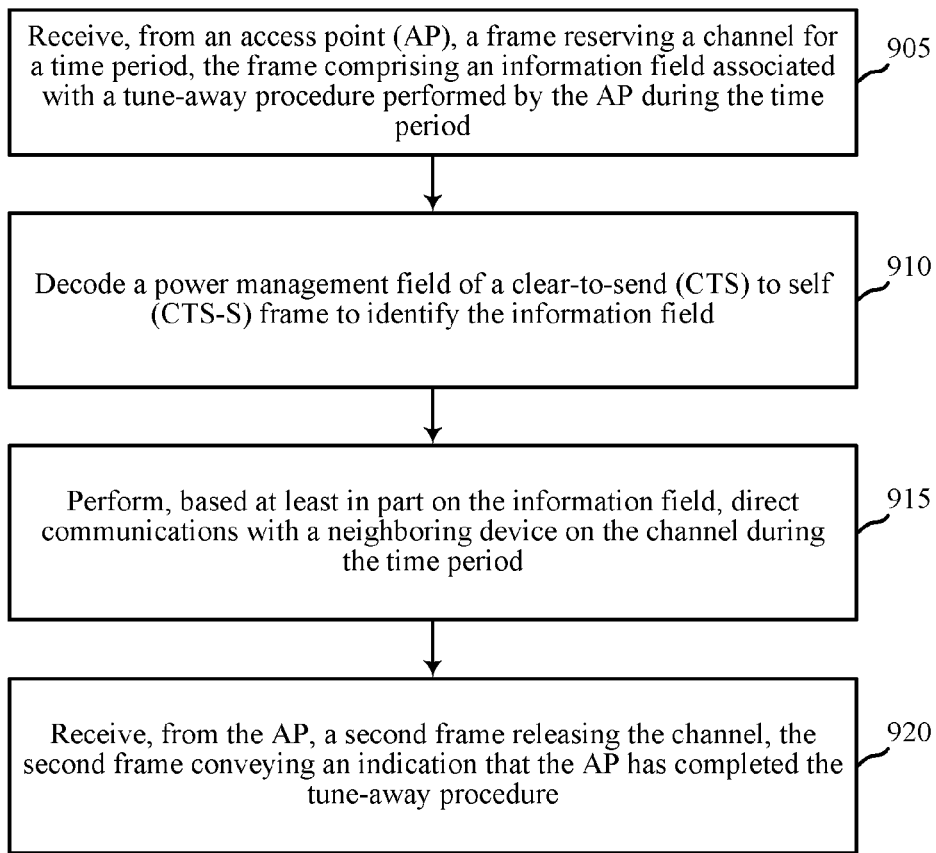 Receive, from an access point (AP), a frame reserving a channel for
a time period, the frame comprising an information field associated
with a tune-away procedure performed by the AP during the time
period
905
Decode a power management field of a clear-to-send (CTS) to self
(CTS-S) frame to identify the information field
910
Perform, based at least in part on the information field, direct
communications with a neighboring device on the channel during
the time period
915
Receive, from the AP, a second frame releasing the channel, the
second frame conveying an indication that the AP has completed the
tune-away procedure
920